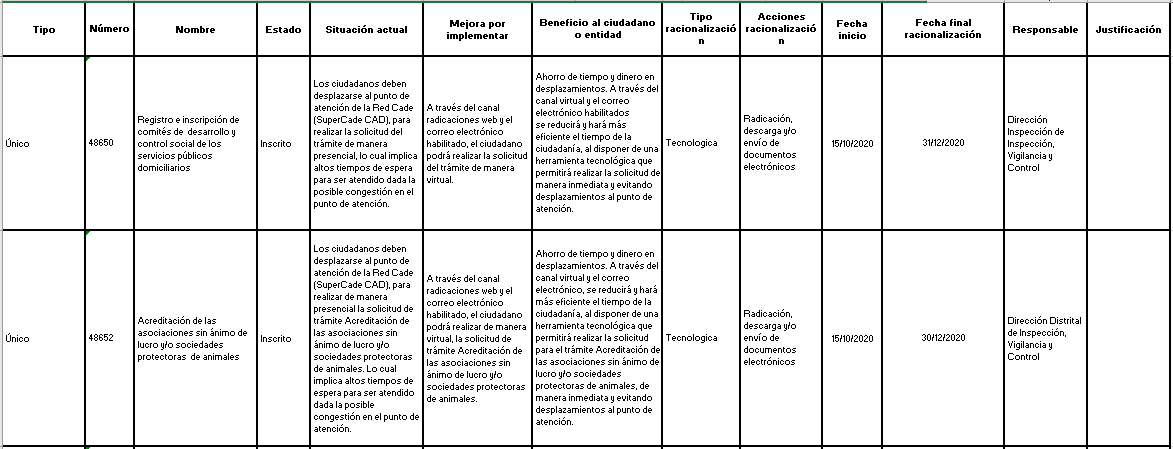 Tipo
Número
Nombre
Estado
Situación actual
Mejora por
implementar
Beneficio al ciudadano
o entidad
Tipo
racionalizació
n
Acciones
racionalizació
n
Fecha
inicio
Fecha final
racionalización
Responsable
Justificación
Único
48650
Registro e inscripción de
comités de desarrollo y
control social de los
servicios públicos
domiciliarios
Inscrito
Los ciudadanos deben
desplazarse al punto de
atención de la Red Cade
(SuperCade CAD), para
realizar la solicitud del
trámite de manera
presencial, lo cual implica
altos tiempos de espera
para ser atendido dada la
posible congestión en el
punto de atención.
A través del canal
radicaciones web y el
correo electrónico
habilitado, el ciudadano
podrá realizar la solicitud
del trámite de manera
virtual.
Ahorro de tiempo y dinero en
desplazamientos. A través del
canal virtual y el correo
electrónico habilitados
se reducirá y hará más
eficiente el tiempo de la
ciudadanía, al disponer de una
herramienta tecnológica que
permitirá realizar la solicitud de
manera inmediata y evitando
desplazamientos al punto de
atención.
Tecnologica
Radicación,
descarga y/o
envío de
documentos
electrónicos
15/10/2020
31/12/2020
Dirección
Inspección de
Inspección,
Vigilancia y
Control
Único
48652
Acreditación de las
asociaciones sin ánimo de
lucro y/o sociedades
protectoras de animales
Inscrito
Los ciudadanos deben
desplazarse al punto de
atención de la Red Cade
(SuperCade CAD), para
realizar de manera
presencial la solicitud de
trámite Acreditación de
las asociaciones sin
ánimo de lucro y/o
sociedades protectoras
de animales. Lo cual
implica altos tiempos de
espera para ser atendido
dada la posible
congestión en el punto de
atención.
A través del canal
radicaciones web y el
correo electrónico
habilitado, el ciudadano
podrá realizar de manera
virtual, la solicitud de
trámite Acreditación de
las asociaciones sin
ánimo de lucro y/o
sociedades protectoras
de animales.
Ahorro de tiempo y dinero en
desplazamientos. A través del
canal virtual y el correo
electrónico, se reducirá y hará
más eficiente el tiempo de la
ciudadanía, al disponer de una
herramienta tecnológica que
permitirá realizar la solicitud
para el trámite Acreditación de
las asociaciones sin ánimo de
lucro y/o sociedades
protectoras de animales, de
manera inmediata y evitando
desplazamientos al punto de
atención.
Tecnologica
Radicación,
descarga y/o
envío de
documentos
electrónicos
15/10/2020
30/12/2020
Dirección Distrital
de Inspección,
Vigilancia y
Control